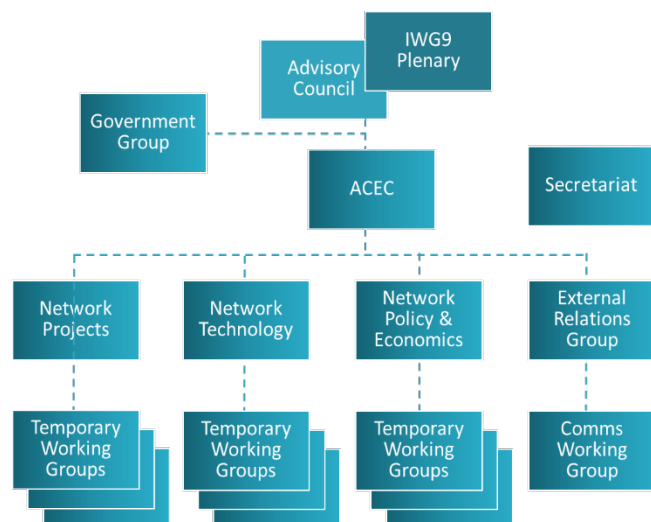 IWG9
Plenary
Advisory
Council
Government
Group
ACEC
Secretariat
Network
Projects
Network
Technology
Network
Policy &
Economics
External
Relations
Group
Temporary
Working
Groups
Temporary
Working
Groups
Temporary
Working
Groups
Comms
Working
Group